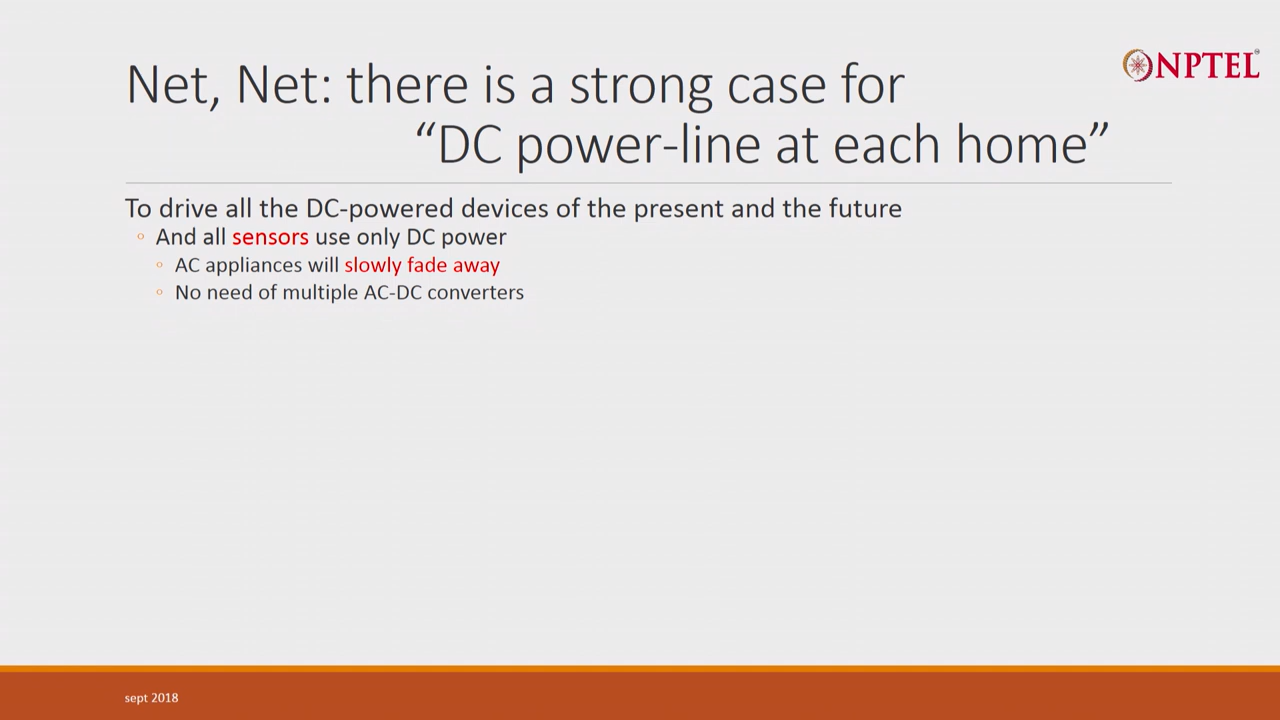 Net, Net: there is a strong case for
“DC power-line at each home”
NPTEL
To drive all the DC-powered devices of the present and the future
◦ And all sensors use only DC power
◦ AC appliances will slowly fade away
◦ No need of multiple AC-DC converters
sept 2018